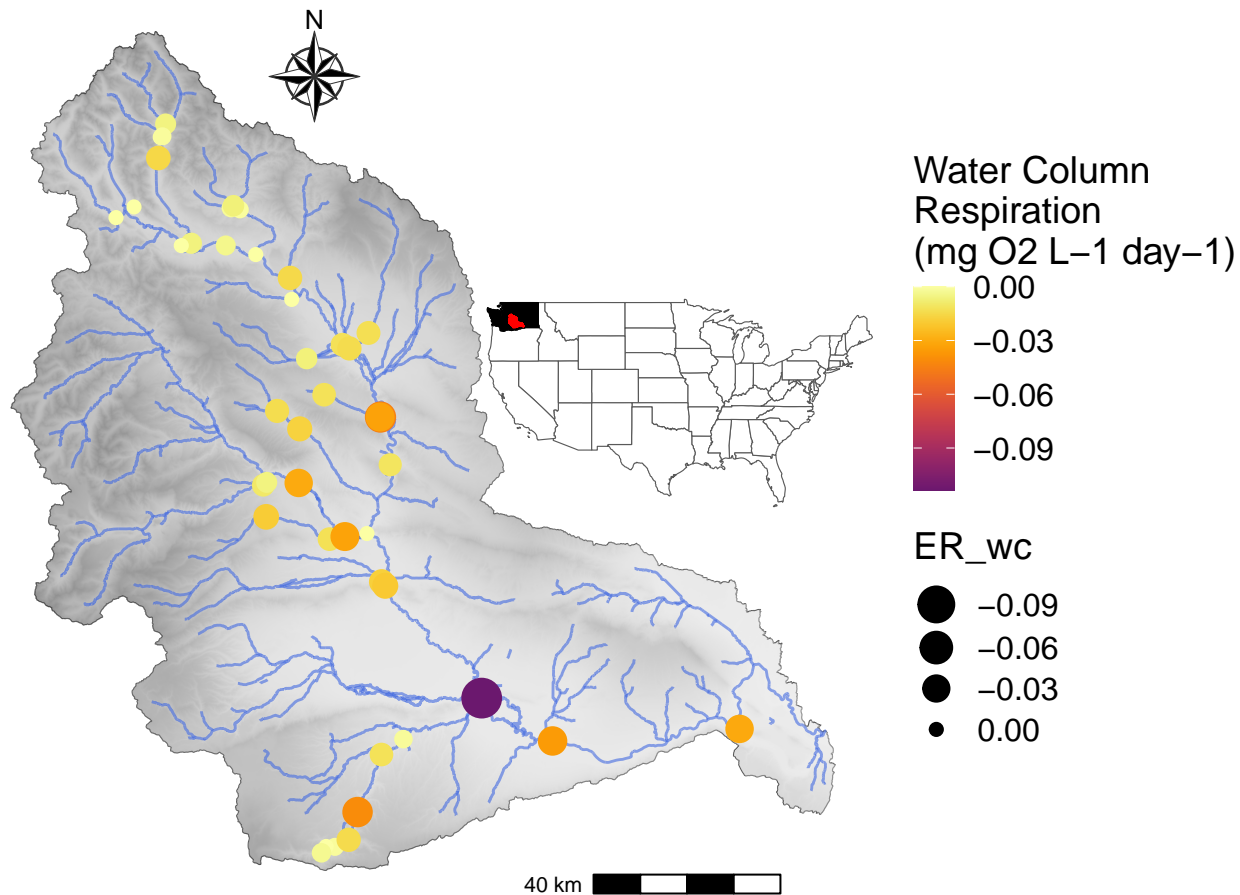 N
Water Column
Respiration
(mg O2 L−1 day−1)
0.00
−0.03
−0.06
−0.09
ER_wc
−0.09
−0.06
−0.03
0.00
40 km